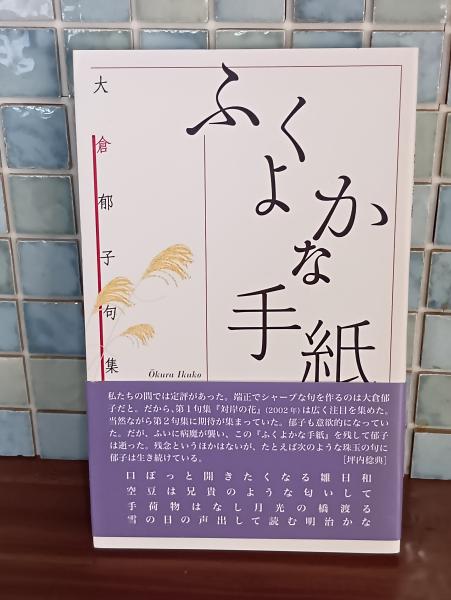 ふくよかな手紙
大倉郁子句集
Ōkura Ikuko
私たちの間では定評があった。端正でシャープな句を作るのは大倉郁
子だと。だから、第1句集『対岸の花』(2002年)は広く注目を集めた。
当然ながら第2句集に期待が集まっていた。郁子も意欲的になってい
た。だが、ふいに病魔が襲い、この『ふくよかな手紙』を残して郁子
は逝った。残念というほかはないが、たとえば次のような珠玉の句に
郁子は生き続けている。
[坪内稔典]
口ぽっと開きたくなる雛日和
空豆は兄貴のような匂いして
手荷物はなし月光の橋渡る
雪の日の声出して読む明治かな